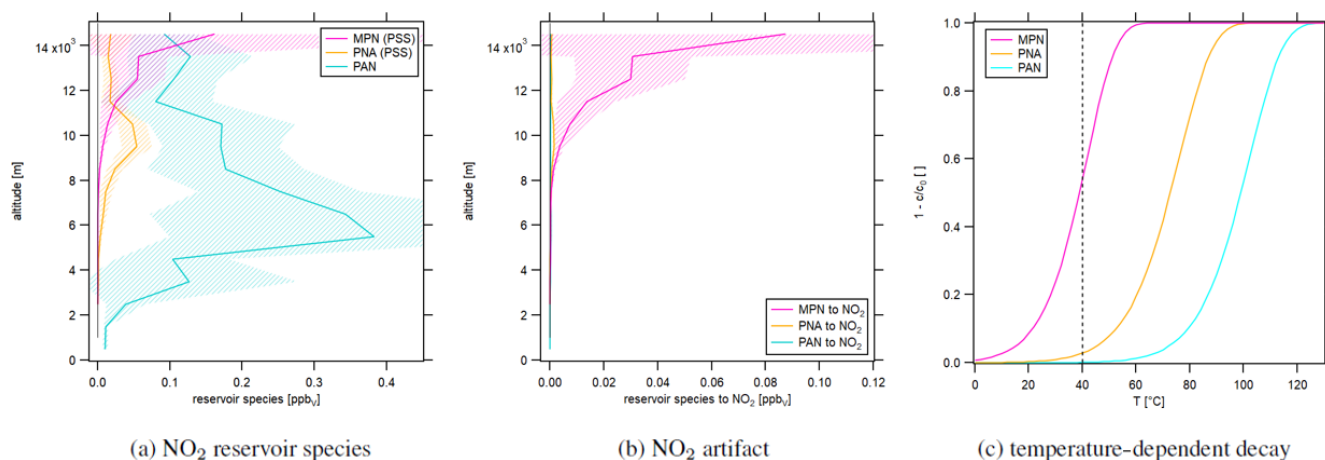 14 x10³
12
10
8
6
4
2
0
altitude [m]
MPN (PSS)
PNA (PSS)
PAN
0.0 0.1 0.2 0.3 0.4
reservoir species [ppbV]
(a) NO₂ reservoir species
14 x10³
12
10
8
6
4
2
0
altitude [m]
MPN to NO₂
PNA to NO₂
PAN to NO₂
0.00 0.02 0.04 0.06 0.08 0.10 0.12
reservoir species to NO₂ [ppbV]
(b) NO₂ artifact
1.0
0.8
0.6
0.4
0.2
0.0
1 - c/c₀ [ ]
MPN
PNA
PAN
0 20 40 60 80 100 120
T [°C]
(c) temperature-dependent decay